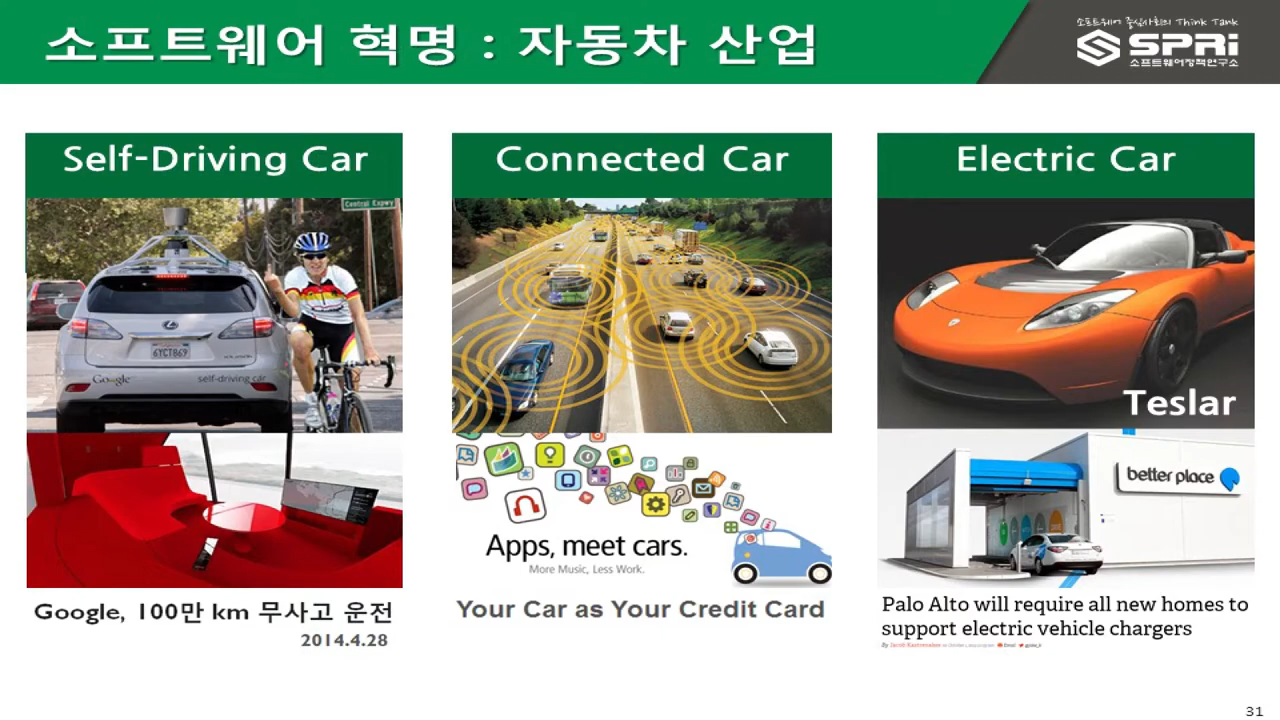 소프트웨어 혁명 : 자동차 산업
소프트웨어 중심사회의 Think Tank
SPRi
소프트웨어정책연구소
Self-Driving Car
Central Expwy
6YCT869
Google
self-driving car
Google, 100만 km 무사고 운전
2014.4.28
Connected Car
Apps, meet cars.
More Music, Less Work.
Your Car as Your Credit Card
Electric Car
Teslar
better place
Palo Alto will require all new homes to
support electric vehicle chargers
31